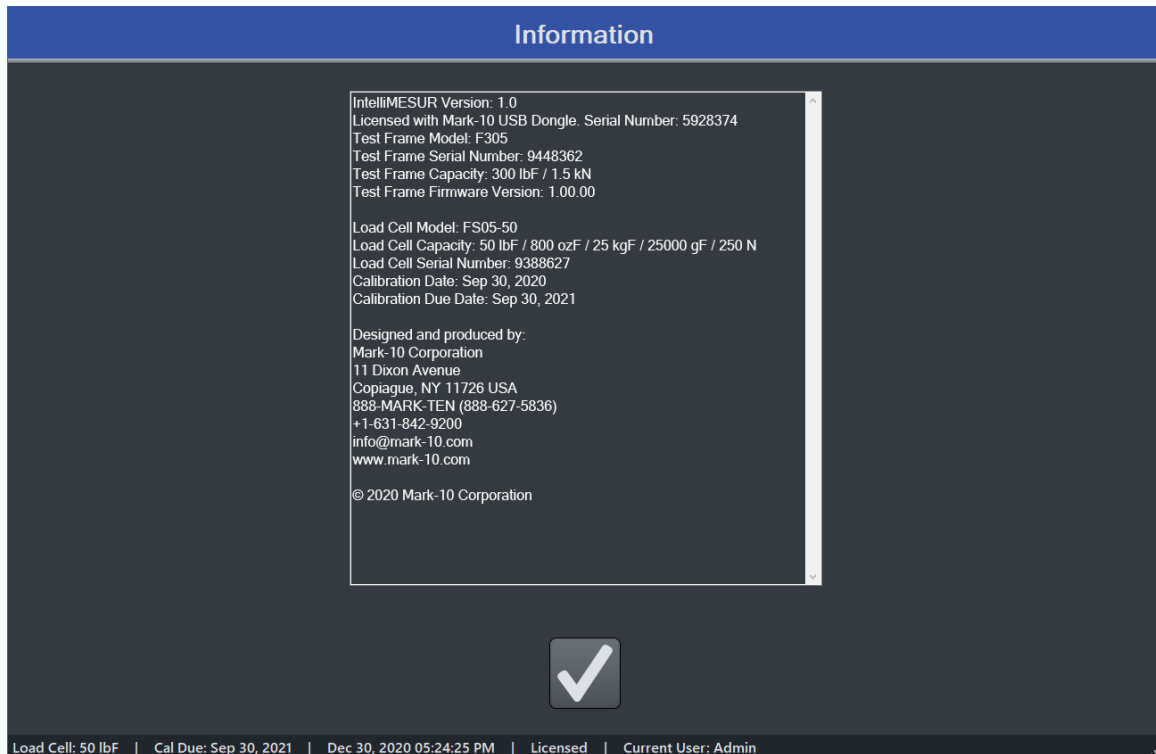 Information
IntelliMESUR Version: 1.0
Licensed with Mark-10 USB Dongle. Serial Number: 5928374
Test Frame Model: F305
Test Frame Serial Number: 9448362
Test Frame Capacity: 300 lbF / 1.5 kN
Test Frame Firmware Version: 1.00.00
Load Cell Model: FS05-50
Load Cell Capacity: 50 lbF / 800 ozF / 25 kgF / 25000 gF / 250 N
Load Cell Serial Number: 9388627
Calibration Date: Sep 30, 2020
Calibration Due Date: Sep 30, 2021
Designed and produced by:
Mark-10 Corporation
11 Dixon Avenue
Copiague, NY 11726 USA
888-MARK-TEN (888-627-5836)
+1-631-842-9200
info@mark-10.com
www.mark-10.com
© 2020 Mark-10 Corporation
Load Cell: 50 lbF | Cal Due: Sep 30, 2021 | Dec 30, 2020 05:24:25 PM | Licensed | Current User: Admin